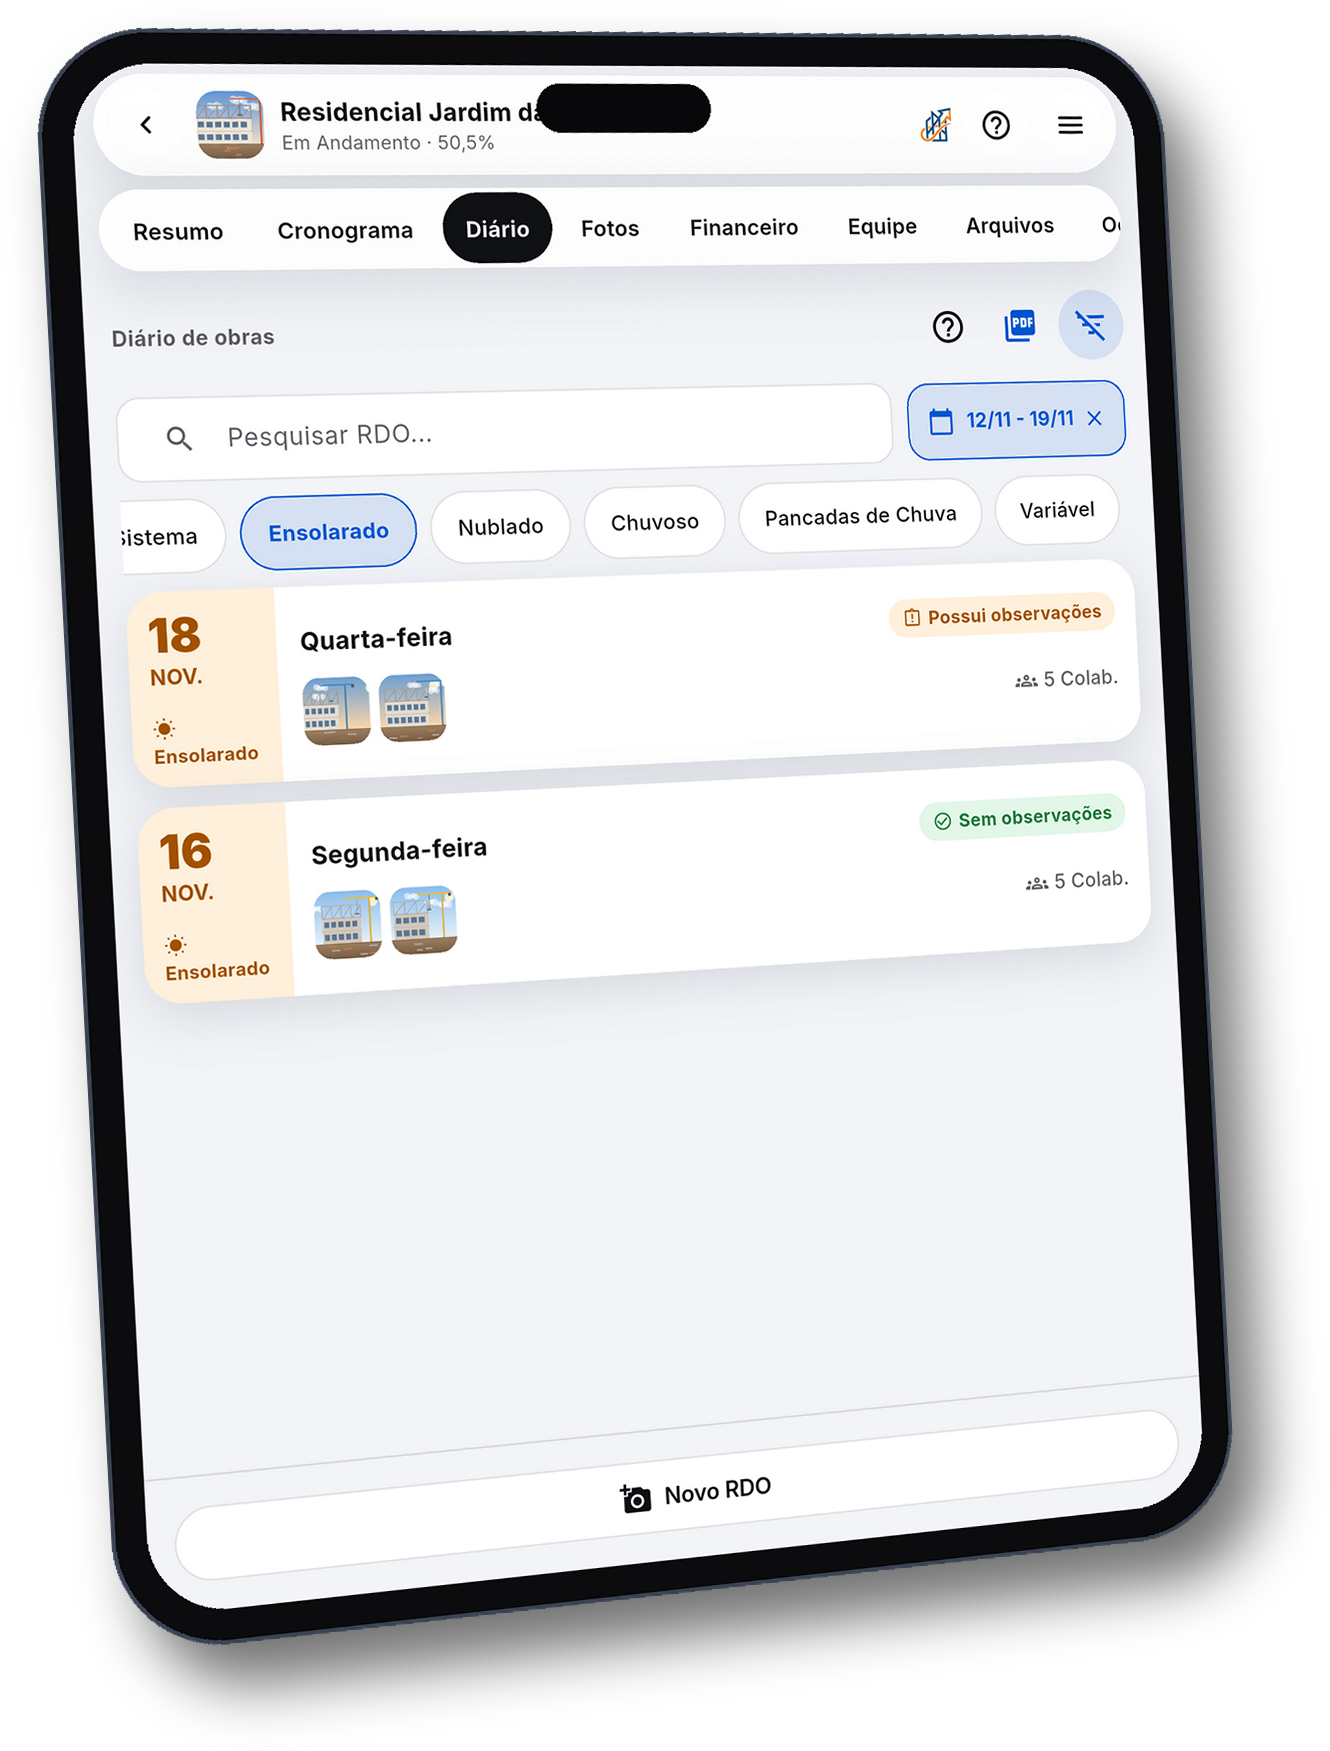 Residencial Jardim
Em Andamento · 50,5%
Resumo Cronograma Diário Fotos Financeiro Equipe Arquivos
Diário de obras
PDF
Pesquisar RDO...
12/11 - 19/11
Sistema Ensolarado Nublado Chuvoso Pancadas de Chuva Variável
18
NOV.
Ensolarado
Quarta-feira
Possui observações
5 Colab.
16
NOV.
Ensolarado
Segunda-feira
Sem observações
5 Colab.
Novo RDO